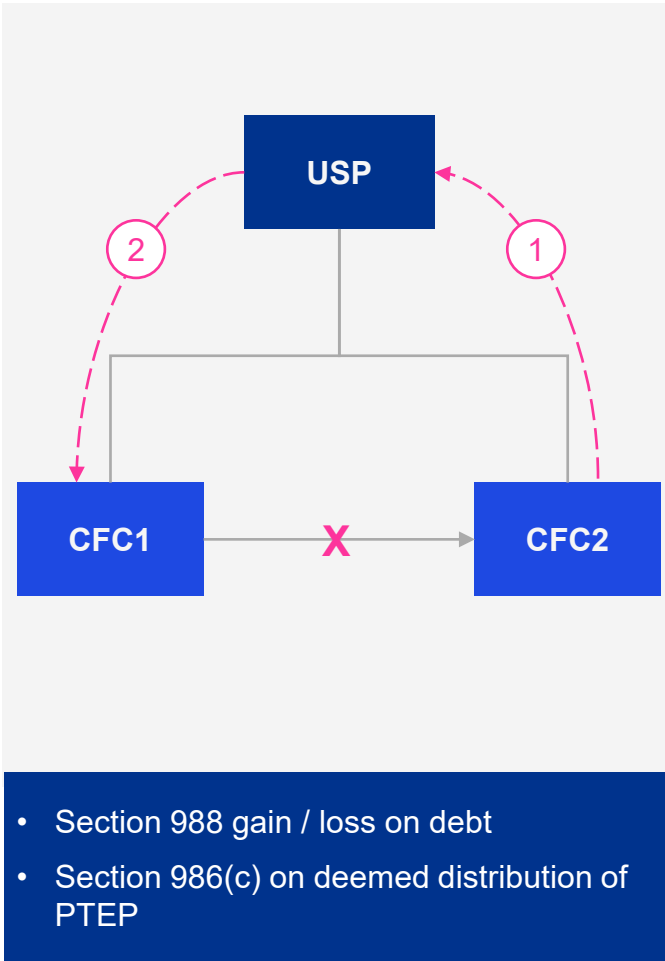 USP
2
1
CFC1
X
CFC2
• Section 988 gain / loss on debt
• Section 986(c) on deemed distribution of
PTEP